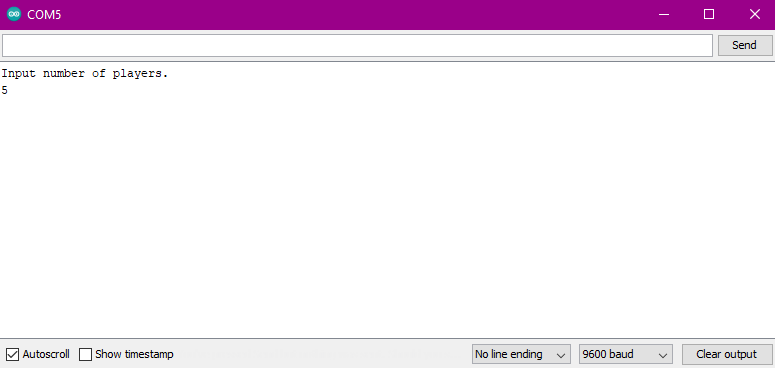 COM5
Send
Input number of players.
5
Autoscroll Show timestamp No line ending 9600 baud Clear output